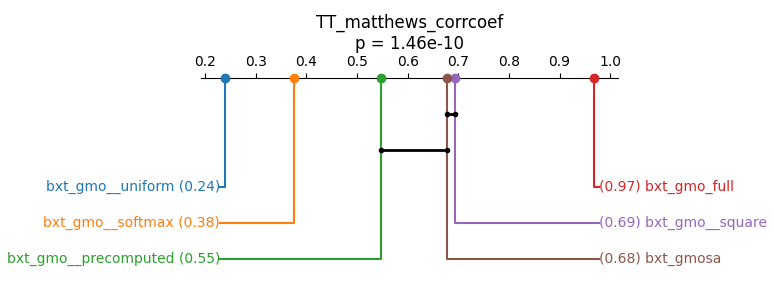 TT_matthews_corrcoef
p = 1.46e-10
0.2 0.3 0.4 0.5 0.6 0.7 0.8 0.9 1.0
bxt_gmo__uniform (0.24) (0.97) bxt_gmo_full
bxt_gmo__softmax (0.38) (0.69) bxt_gmo__square
bxt_gmo__precomputed (0.55) (0.68) bxt_gmosa